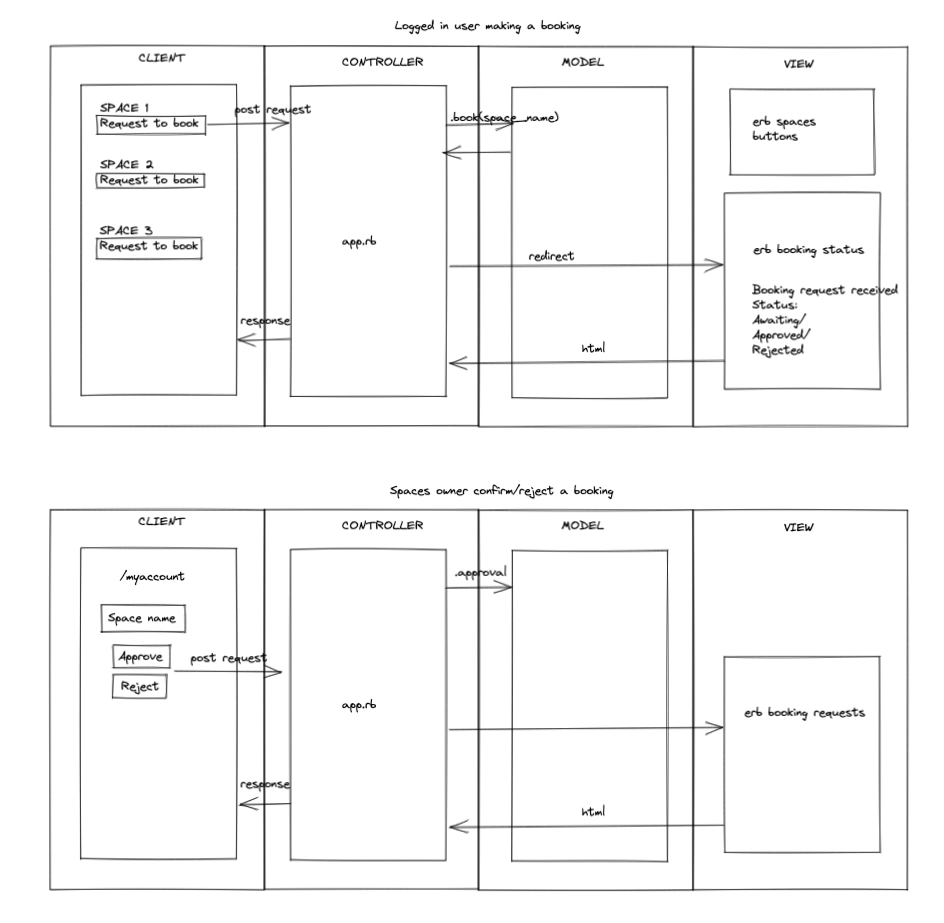 Logged in user making a booking
CLIENT
CONTROLLER
MODEL
VIEW
SPACE 1
Request to book
post request
.book(space_name)
erb spaces
buttons
SPACE 2
Request to book
SPACE 3
Request to book
app.rb
redirect
erb booking status
Booking request received
Status:
Awaiting/
Approved/
Rejected
response
html
Spaces owner confirm/reject a booking
CLIENT
CONTROLLER
MODEL
VIEW
/myaccount
.approval
Space name
Approve
post request
Reject
app.rb
erb booking requests
response
html